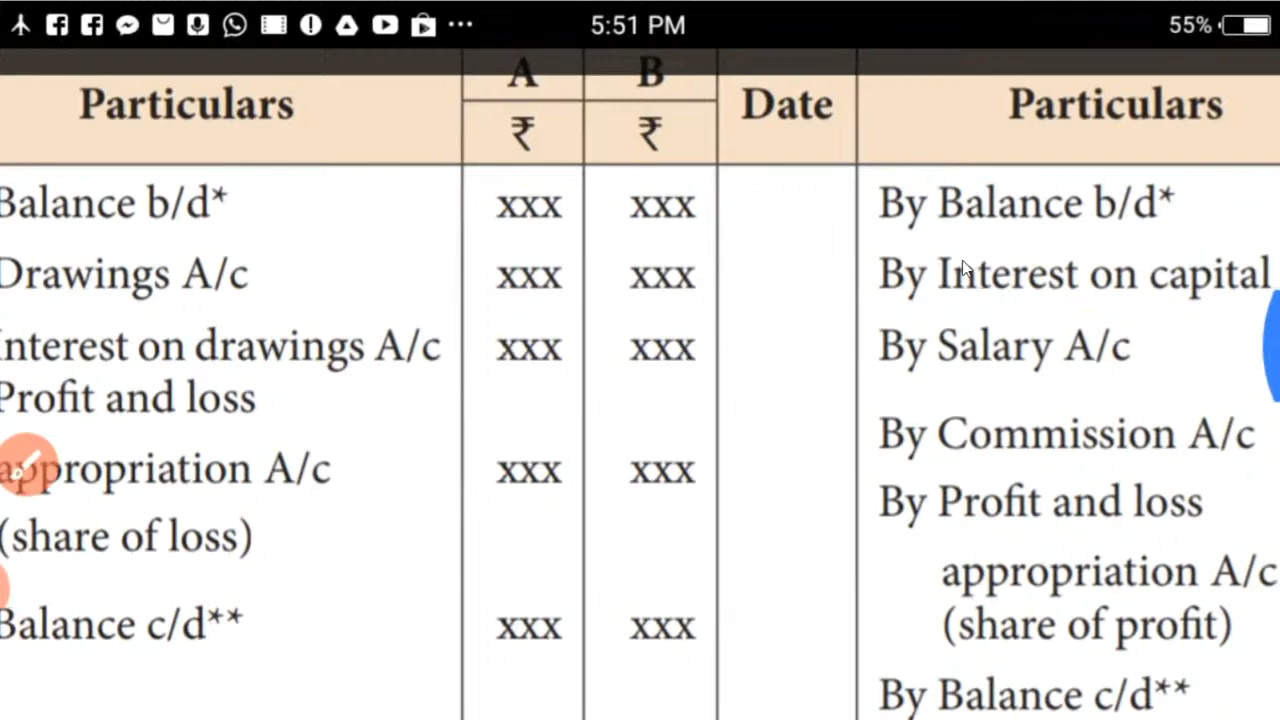 5:51 PM
55%
A B
Particulars Date Particulars
₹ ₹
Balance b/d* xxx xxx By Balance b/d*
Drawings A/c xxx xxx By Interest on capital
Interest on drawings A/c xxx xxx By Salary A/c
Profit and loss
By Commission A/c
appropriation A/c xxx xxx
By Profit and loss
(share of loss)
appropriation A/c
Balance c/d** xxx xxx (share of profit)
By Balance c/d**